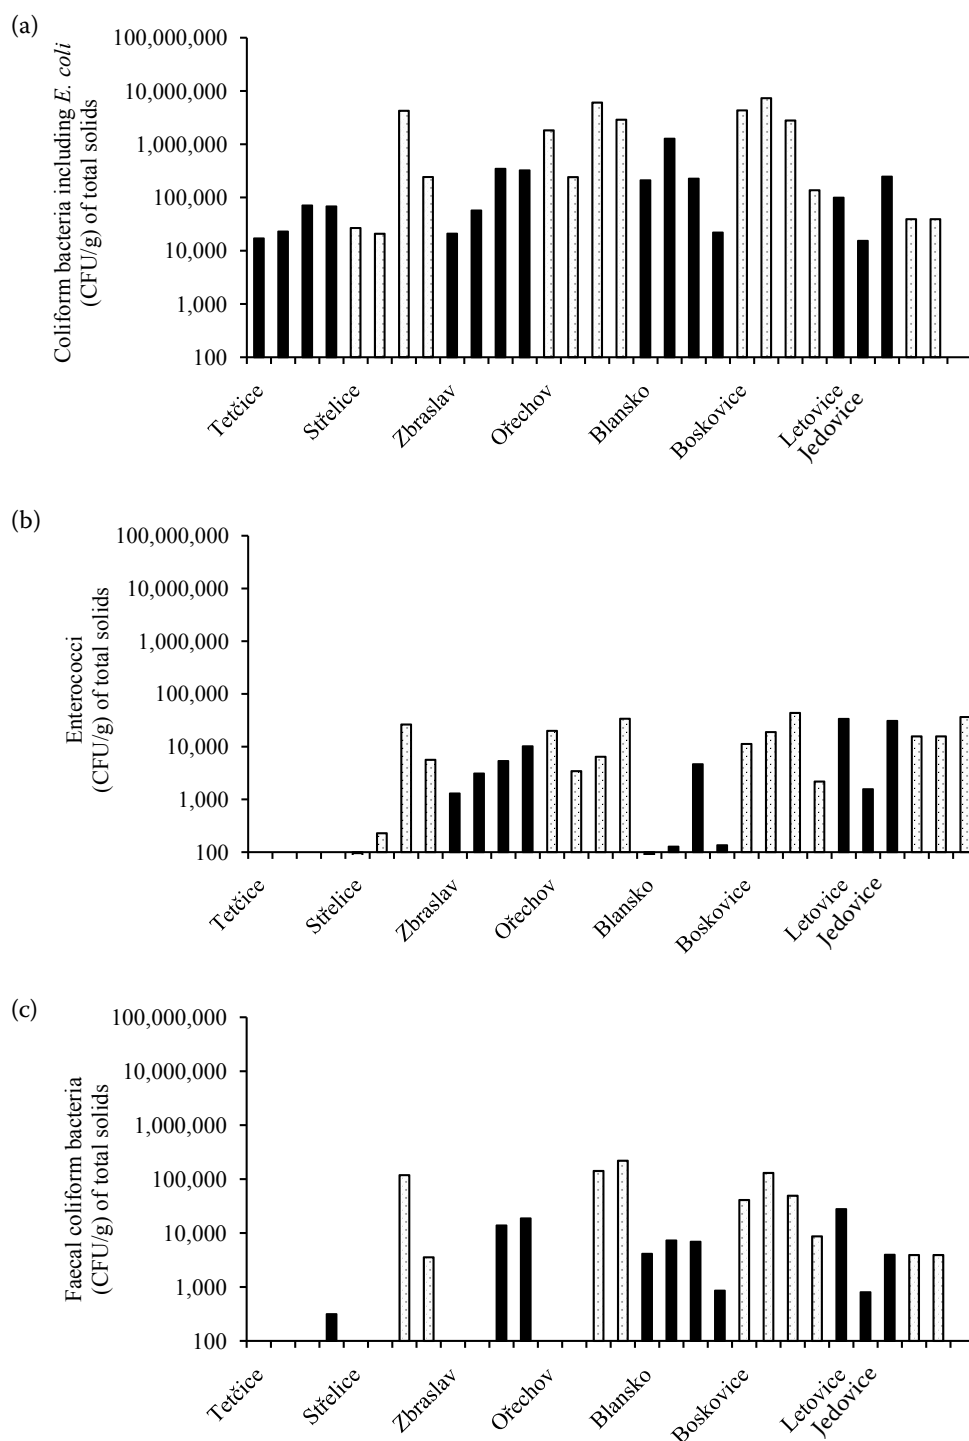 (a)
Coliform bacteria including E. coli
(CFU/g) of total solids
100,000,000
10,000,000
1,000,000
100,000
10,000
1,000
100
Tetčice
Střelice
Zbraslav
Ořechov
Blansko
Boskovice
Letovice
Jedovice
(b)
Enterococci
(CFU/g) of total solids
100,000,000
10,000,000
1,000,000
100,000
10,000
1,000
100
Tetčice
Střelice
Zbraslav
Ořechov
Blansko
Boskovice
Letovice
Jedovice
(c)
Faecal coliform bacteria
(CFU/g) of total solids
100,000,000
10,000,000
1,000,000
100,000
10,000
1,000
100
Tetčice
Střelice
Zbraslav
Ořechov
Blansko
Boskovice
Letovice
Jedovice